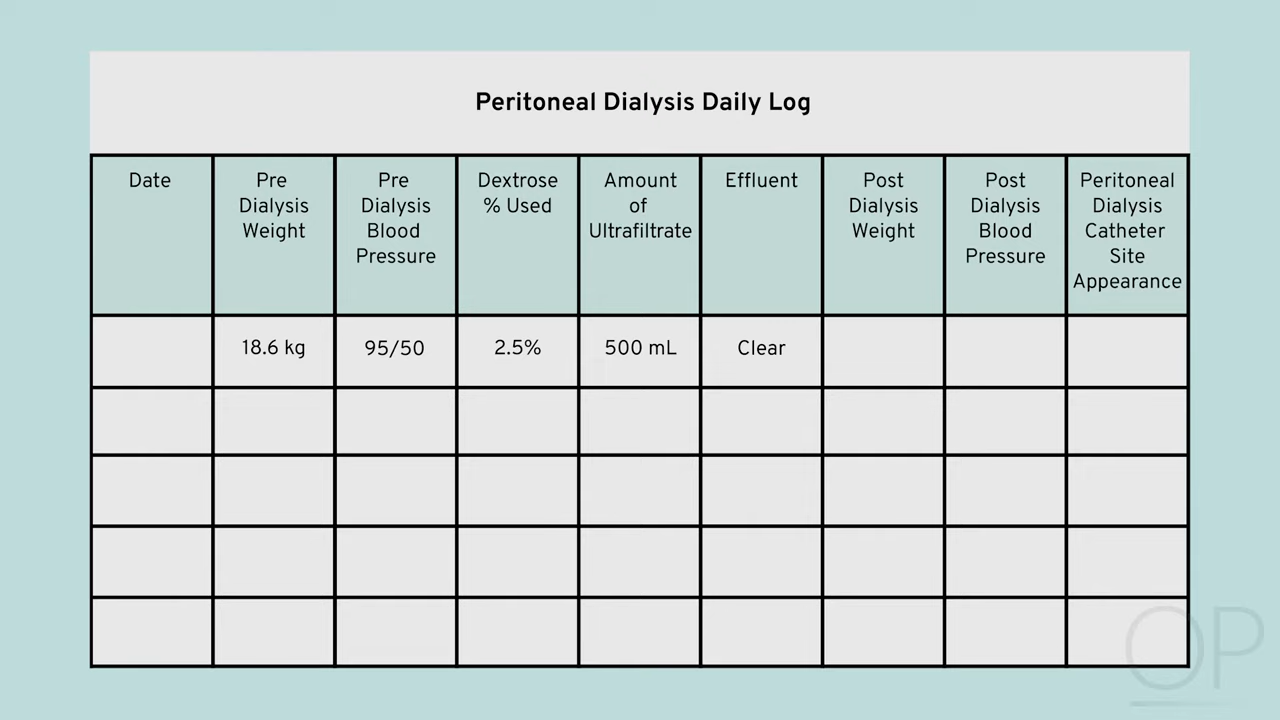 Peritoneal Dialysis Daily Log
Date
Pre
Dialysis
Weight
Pre
Dialysis
Blood
Pressure
Dextrose
% Used
Amount
of
Ultrafiltrate
Effluent
Post
Dialysis
Weight
Post
Dialysis
Blood
Pressure
Peritoneal
Dialysis
Catheter
Site
Appearance
18.6 kg
95/50
2.5%
500 mL
Clear
OP